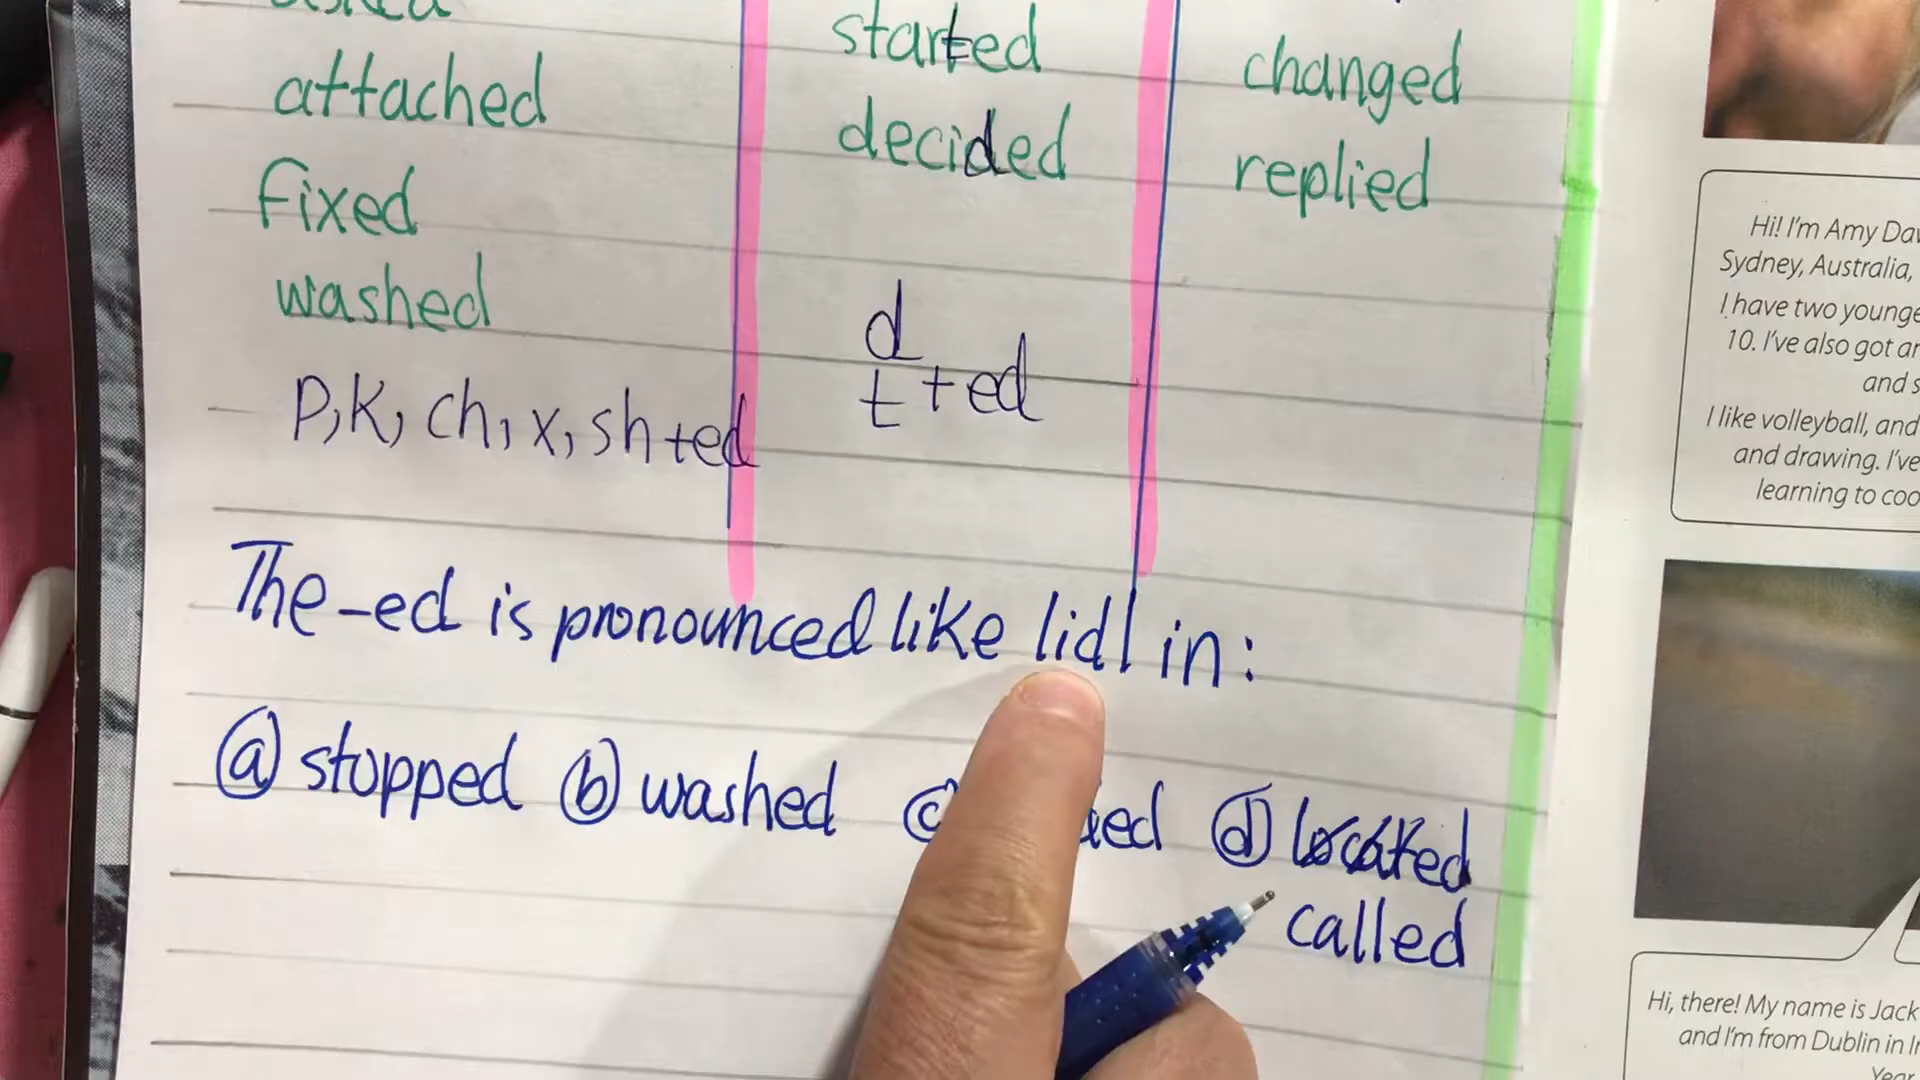 started
changed
attached
decided
replied
fixed
washed
d
t + ed
p, k, ch, x, sh +ed
The -ed is pronounced like |id| in:
a stopped b washed c d located
called
Hi! I'm Amy
Sydney, Australia,
I have two
10. I've also got
and
I like volleyball, and
and drawing. I've
learning to
Hi, there! My name is Jack
and I'm from Dublin in